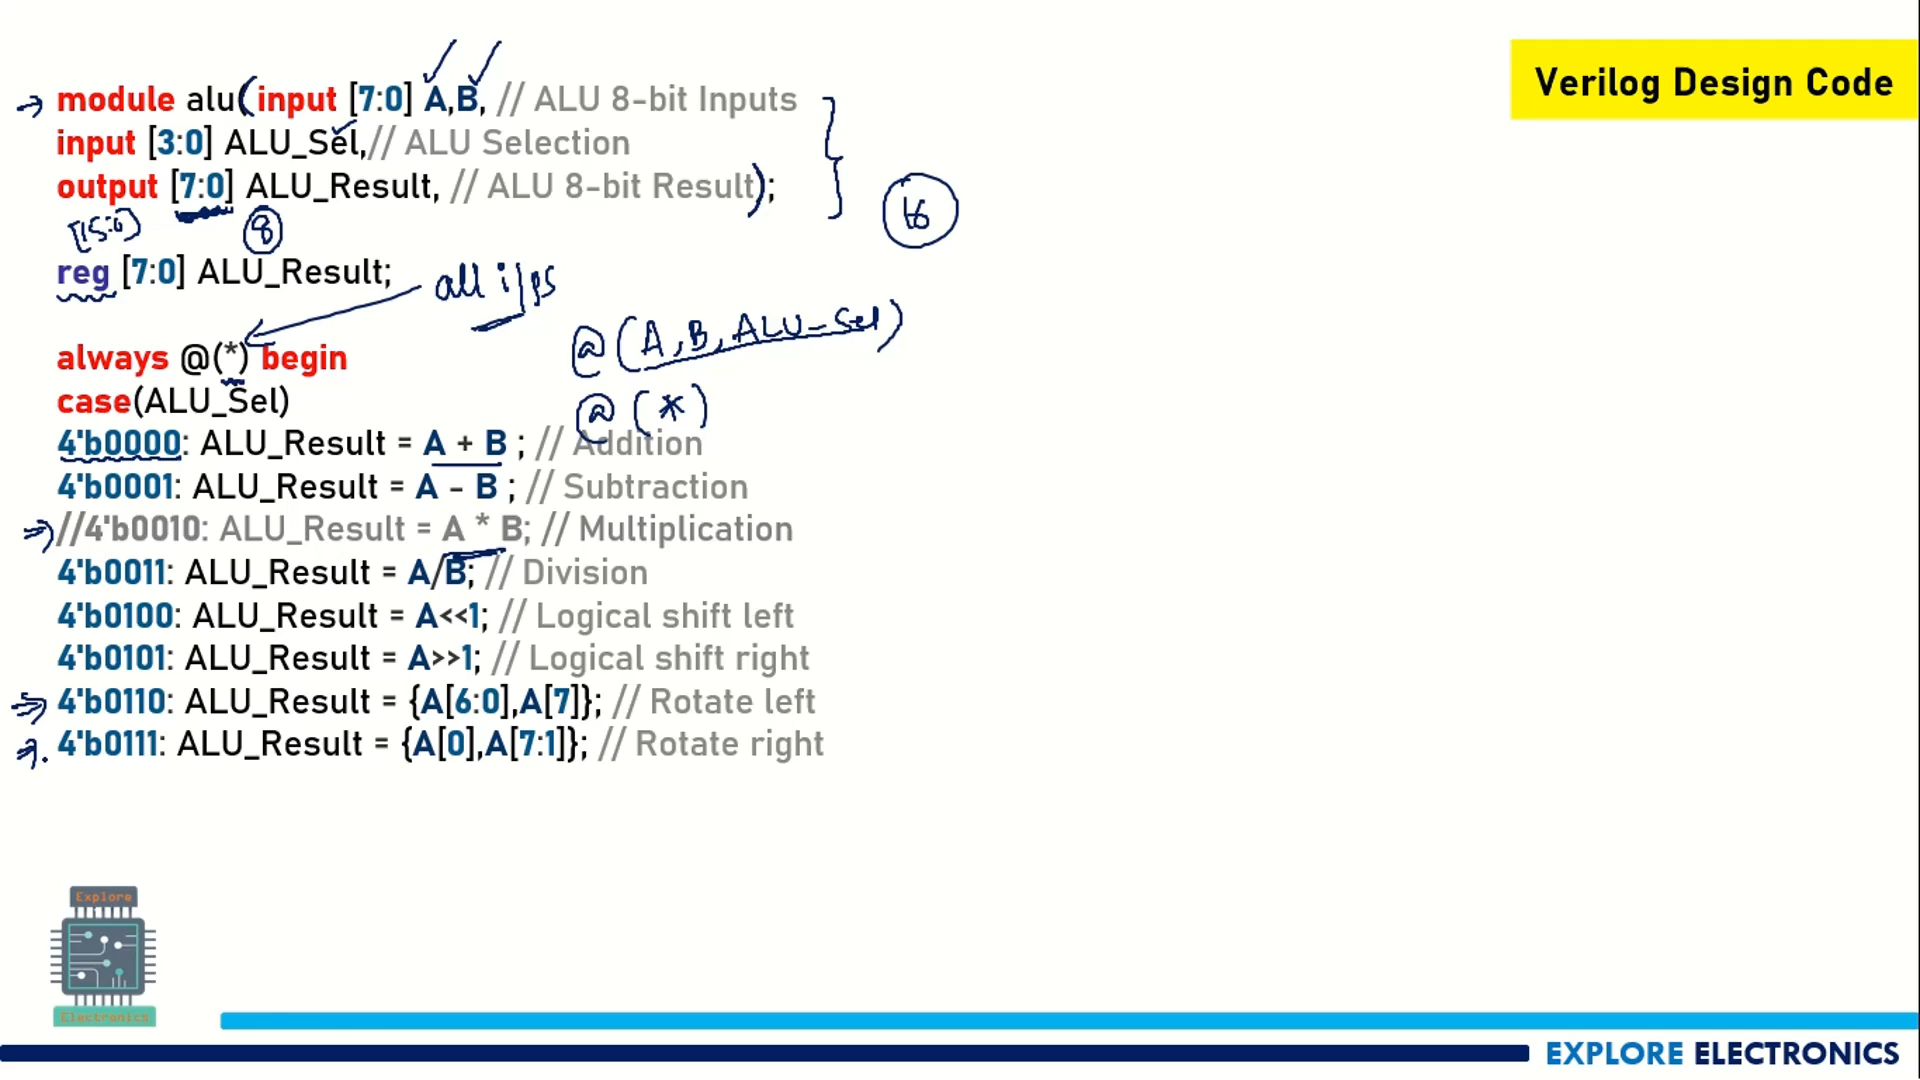 Verilog Design Code
module alu(input [7:0] A,B, // ALU 8-bit Inputs
input [3:0] ALU_Sel,// ALU Selection
output [7:0] ALU_Result, // ALU 8-bit Result);
16
[15:0]
8
reg [7:0] ALU_Result;
all i/ps
@(A,B,ALU-Sel)
always @(*) begin
@(*)
case(ALU_Sel)
4'b0000: ALU_Result = A + B ; // Addition
4'b0001: ALU_Result = A - B ; // Subtraction
//4'b0010: ALU_Result = A * B; // Multiplication
4'b0011: ALU_Result = A/B; // Division
4'b0100: ALU_Result = A<<1; // Logical shift left
4'b0101: ALU_Result = A>>1; // Logical shift right
4'b0110: ALU_Result = {A[6:0],A[7]}; // Rotate left
4'b0111: ALU_Result = {A[0],A[7:1]}; // Rotate right
Explore
Electronics
EXPLORE ELECTRONICS